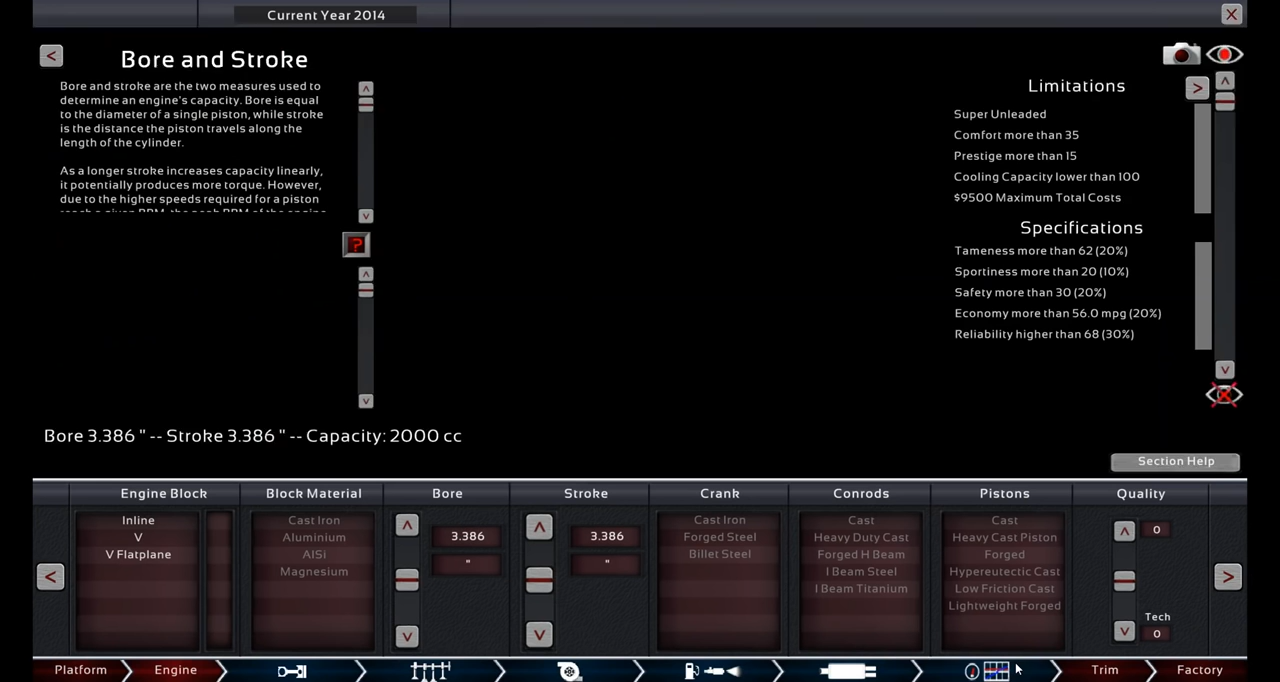 Current Year 2014
X
<
Bore and Stroke
Bore and stroke are the two measures used to
determine an engine's capacity. Bore is equal
to the diameter of a single piston, while stroke
is the distance the piston travels along the
length of the cylinder.
As a longer stroke increases capacity linearly,
it potentially produces more torque. However,
due to the higher speeds required for a piston
?
Limitations
>
Super Unleaded
Comfort more than 35
Prestige more than 15
Cooling Capacity lower than 100
$9500 Maximum Total Costs
Specifications
Tameness more than 62 (20%)
Sportiness more than 20 (10%)
Safety more than 30 (20%)
Economy more than 56.0 mpg (20%)
Reliability higher than 68 (30%)
Bore 3.386 " -- Stroke 3.386 " -- Capacity: 2000 cc
Section Help
Engine Block
Inline
V
V Flatplane
Block Material
Cast Iron
Aluminium
AlSi
Magnesium
Bore
3.386
"
Stroke
3.386
"
Crank
Cast Iron
Forged Steel
Billet Steel
Conrods
Cast
Heavy Duty Cast
Forged H Beam
I Beam Steel
I Beam Titanium
Pistons
Cast
Heavy Cast Piston
Forged
Hypereutectic Cast
Low Friction Cast
Lightweight Forged
Quality
0
Tech
0
<
>
Platform
Engine
Trim
Factory